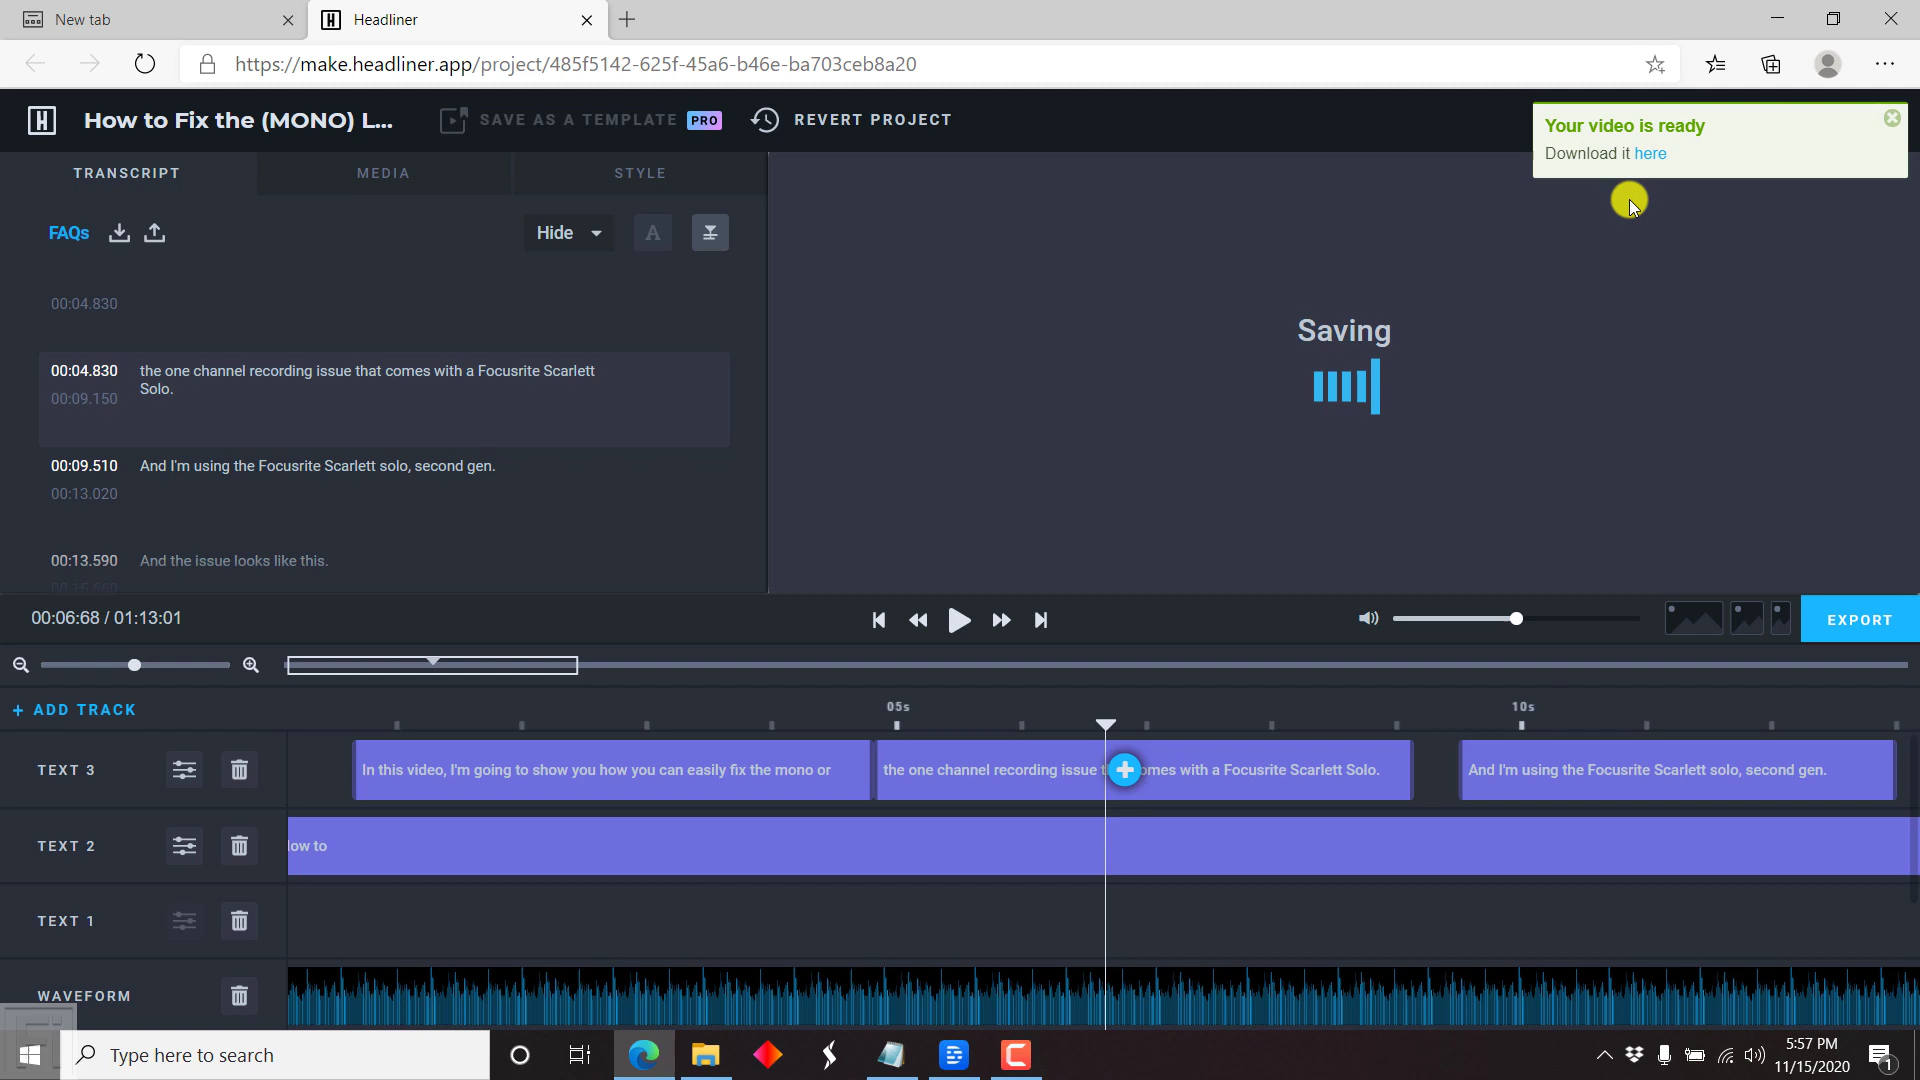 New tab
Headliner
https://make.headliner.app/project/485f5142-625f-45a6-b46e-ba703ceb8a20
How to Fix the (MONO) L...
SAVE AS A TEMPLATE PRO
REVERT PROJECT
Your video is ready
Download it here
TRANSCRIPT
MEDIA
STYLE
FAQs
Hide
A
00:04.830
00:04.830 the one channel recording issue that comes with a Focusrite Scarlett
00:09.150 Solo.
00:09.510 And I'm using the Focusrite Scarlett solo, second gen.
00:13.020
00:13.590 And the issue looks like this.
Saving
00:06:68 / 01:13:01
EXPORT
+ ADD TRACK
05s
10s
TEXT 3
In this video, I'm going to show you how you can easily fix the mono or
the one channel recording issue omes with a Focusrite Scarlett Solo.
And I'm using the Focusrite Scarlett solo, second gen.
TEXT 2
low to
TEXT 1
WAVEFORM
Type here to search
5:57 PM
11/15/2020
1